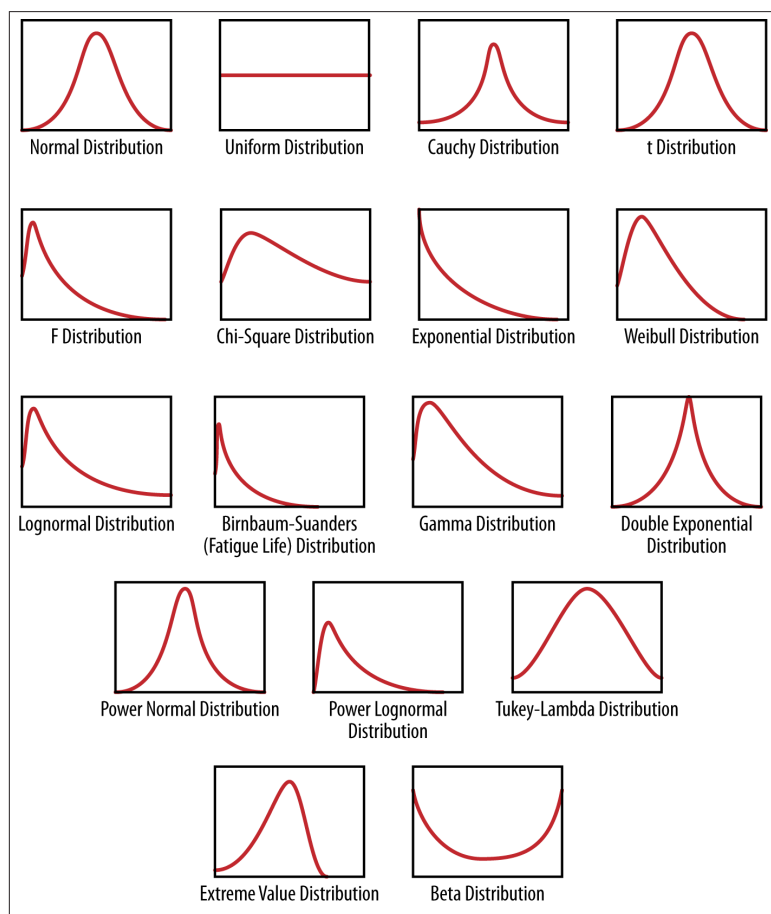 Normal Distribution
Uniform Distribution
Cauchy Distribution
t Distribution
F Distribution
Chi-Square Distribution
Exponential Distribution
Weibull Distribution
Lognormal Distribution
Birnbaum-Suanders
(Fatigue Life) Distribution
Gamma Distribution
Double Exponential
Distribution
Power Normal Distribution
Power Lognormal
Distribution
Tukey-Lambda Distribution
Extreme Value Distribution
Beta Distribution